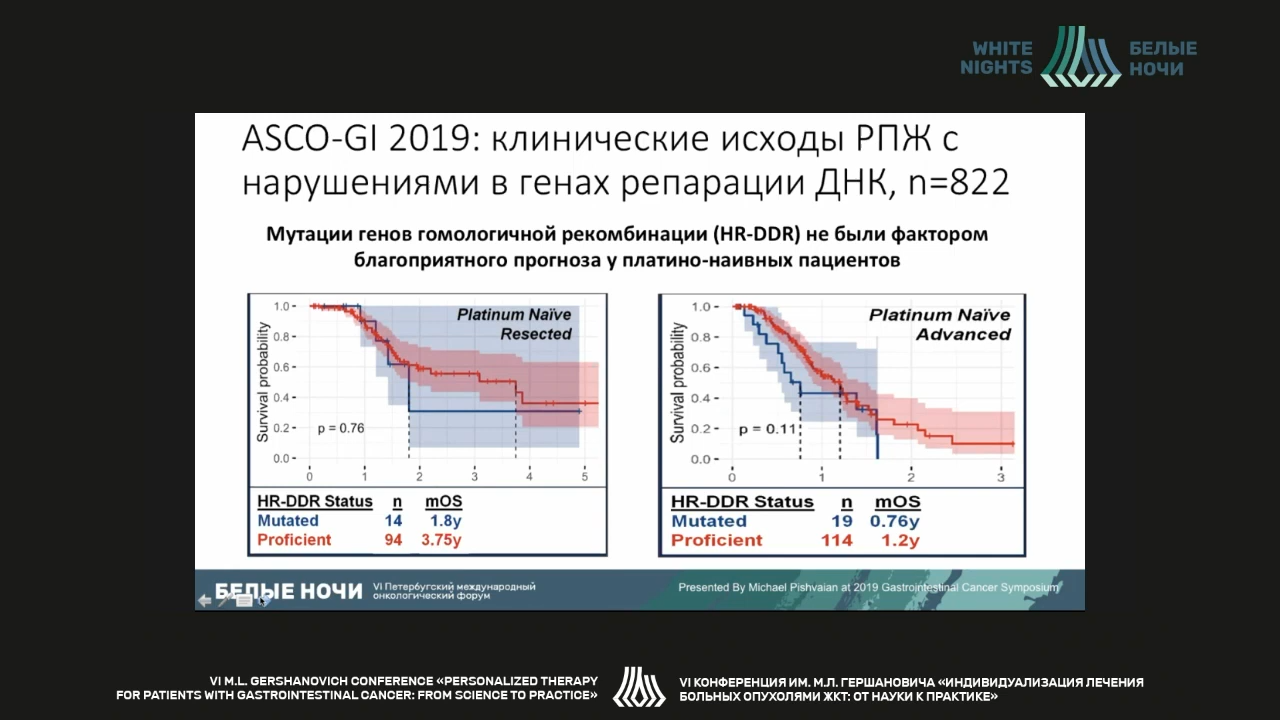 WHITE
NIGHTS
БЕЛЫЕ
НОЧИ
ASCO-GI 2019: клинические исходы РПЖ с
нарушениями в генах репарации ДНК, n=822
Мутации генов гомологичной рекомбинации (HR-DDR) не были фактором
благоприятного прогноза у платино-наивных пациентов
Platinum Naïve
Resected
Survival probability
1.0
0.8
0.6
0.4
0.2
0.0
p = 0.76
0 1 2 3 4 5
HR-DDR Status n mOS
Mutated 14 1.8y
Proficient 94 3.75y
Platinum Naïve
Advanced
Survival probability
1.0
0.8
0.6
0.4
0.2
0.0
p = 0.11
0 1 2 3
HR-DDR Status n mOS
Mutated 19 0.76y
Proficient 114 1.2y
БЕЛЫЕ НОЧИ
VI Петербургский международный
онкологический форум
Presented By Michael Pishvaian at 2019 Gastrointestinal Cancer Symposium
VI M.L. GERSHANOVICH CONFERENCE «PERSONALIZED THERAPY
FOR PATIENTS WITH GASTROINTESTINAL CANCER: FROM SCIENCE TO PRACTICE»
VI КОНФЕРЕНЦИЯ ИМ. М.Л. ГЕРШАНОВИЧА «ИНДИВИДУАЛИЗАЦИЯ ЛЕЧЕНИЯ
БОЛЬНЫХ ОПУХОЛЯМИ ЖКТ: ОТ НАУКИ К ПРАКТИКЕ»